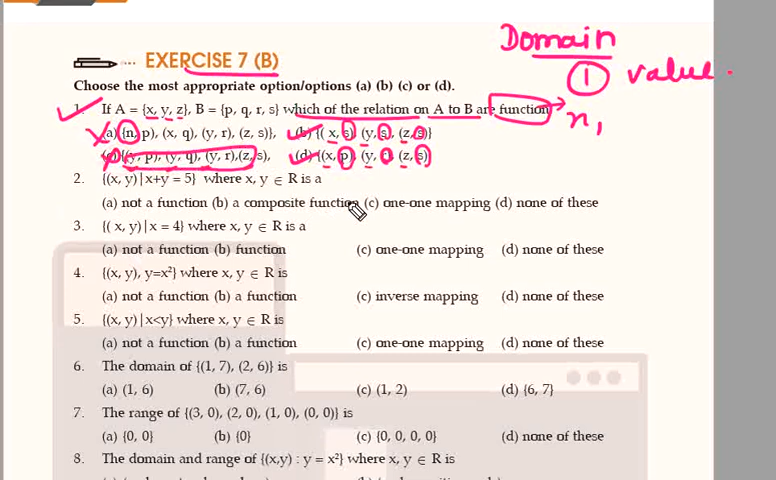 Domain
EXERCISE 7 (B)
① value
Choose the most appropriate option/options (a) (b) (c) or (d).
1. If A = {x, y, z}, B = {p, q, r, s} which of the relation on A to B are function
(a) {n, p), (x, q), (y, r), (z, s)}, (b) {( x, s), (y, s), (z, s)}
(c) {(y, p), (y, q), (y, r),(z, s), (d) {(x, p), (y, r) (z, s)}
2. {(x, y)|x+y = 5} where x, y ∈ R is a
(a) not a function (b) a composite function (c) one-one mapping (d) none of these
3. {( x, y)|x = 4} where x, y ∈ R is a
(a) not a function (b) function (c) one-one mapping (d) none of these
4. {(x, y), y=x²} where x, y ∈ R is
(a) not a function (b) a function (c) inverse mapping (d) none of these
5. {(x, y)|x<y} where x, y ∈ R is
(a) not a function (b) a function (c) one-one mapping (d) none of these
6. The domain of {(1, 7), (2, 6)} is
(a) (1, 6) (b) (7, 6) (c) (1, 2) (d) {6, 7}
7. The range of {(3, 0), (2, 0), (1, 0), (0, 0)} is
(a) {0, 0} (b) {0} (c) {0, 0, 0, 0} (d) none of these
8. The domain and range of {(x,y) : y = x²} where x, y ∈ R is